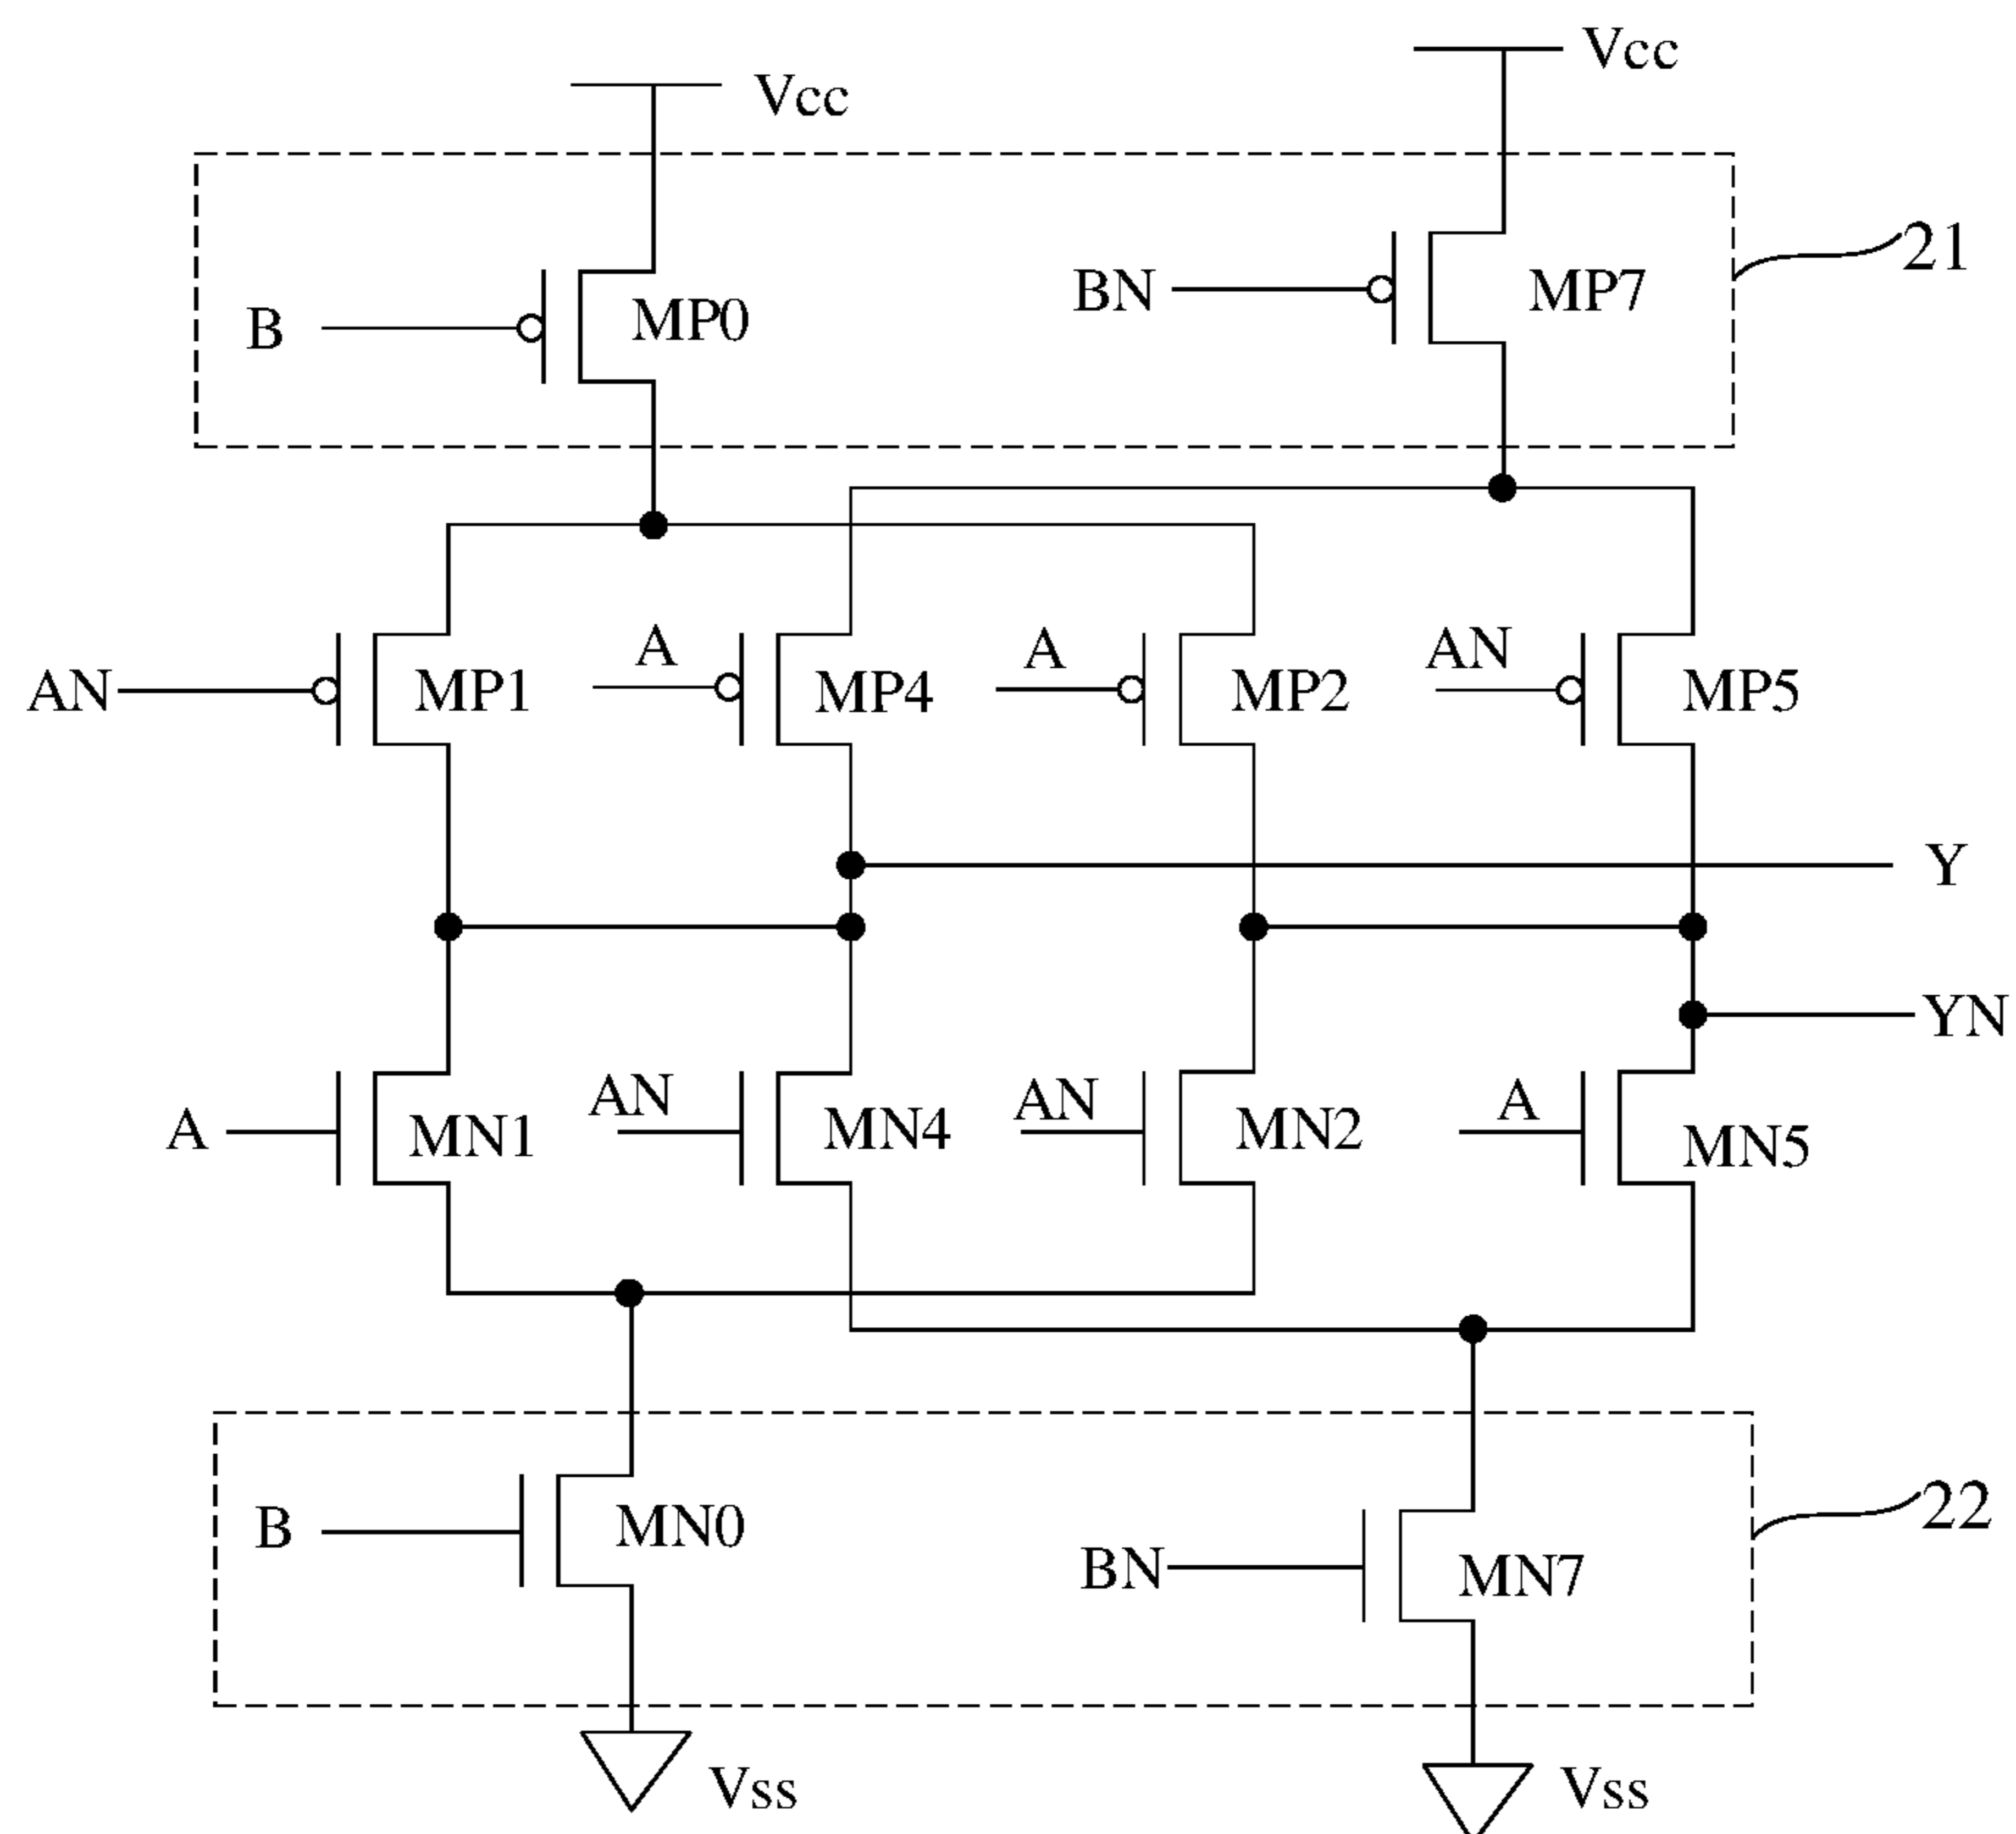 Vcc
Vcc
21
BN
MP7
B
MP0
A
A
AN
AN
MP1
MP4
MP2
MP5
Y
YN
A
MN1
AN
MN4
AN
MN2
A
MN5
22
B
MN0
BN
MN7
Vss
Vss